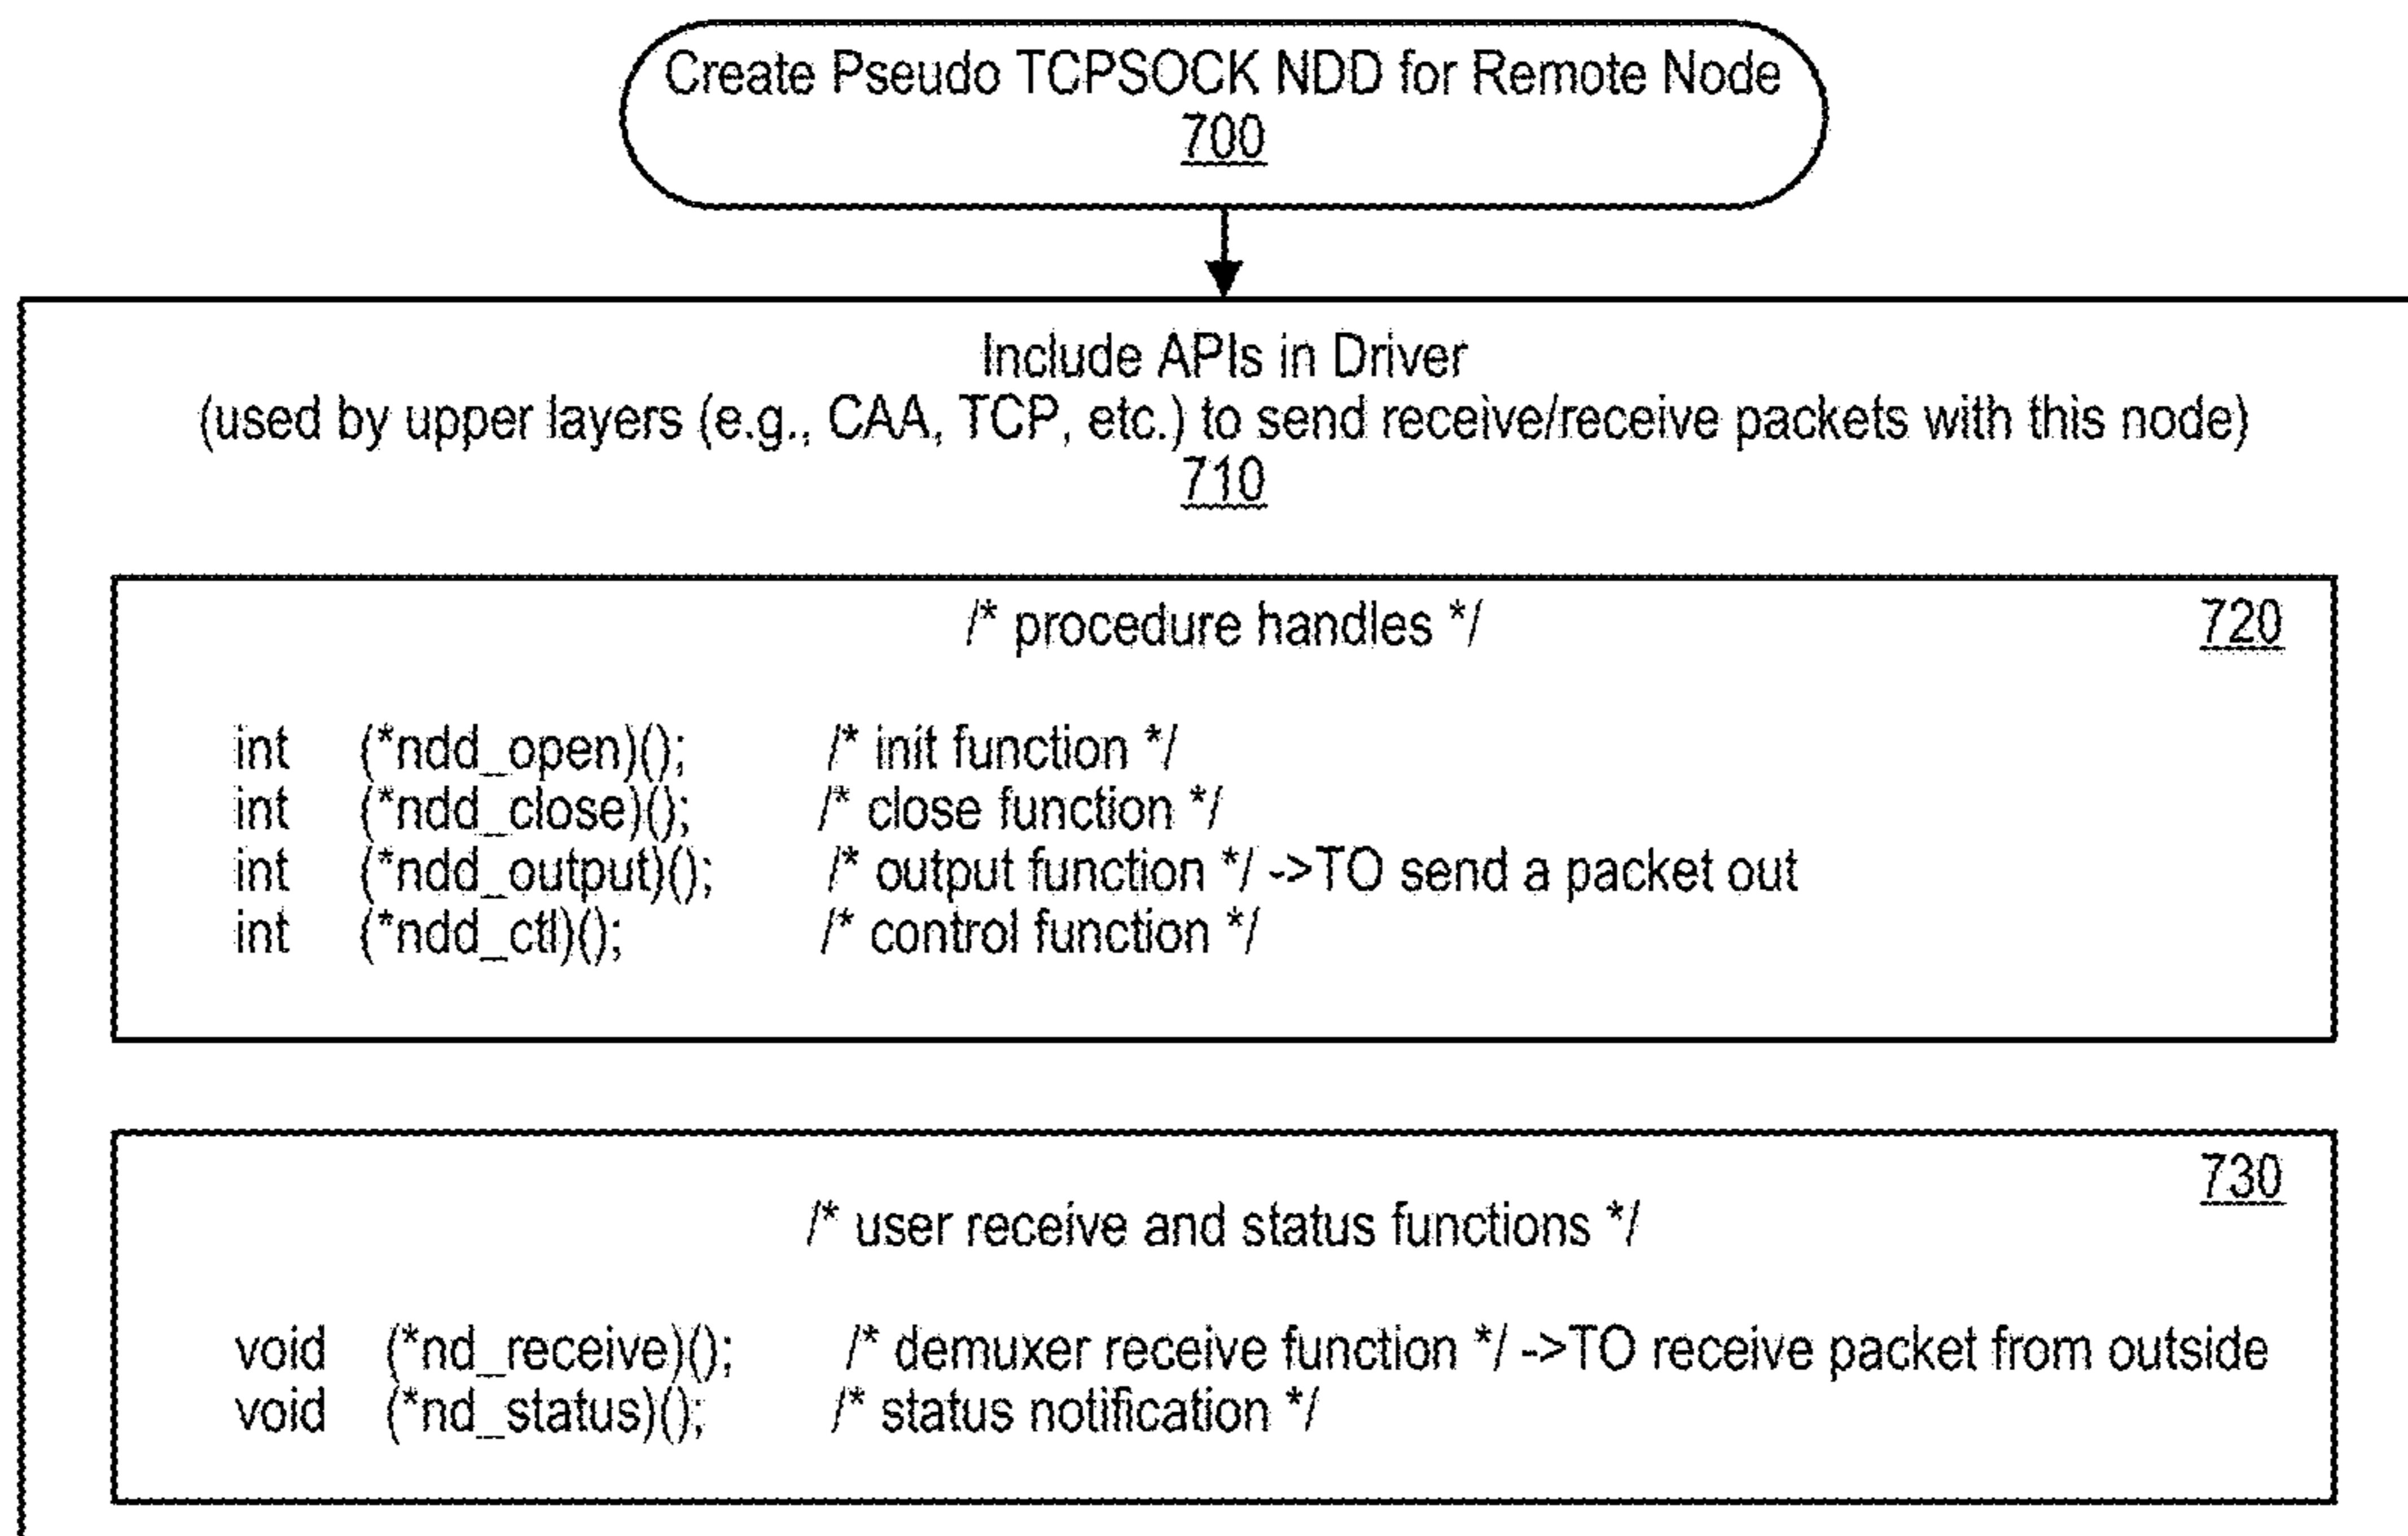 Create Pseudo TCPSOCK NDD for Remote Node
700
Include APIs in Driver
(used by upper layers (e.g., CAA, TCP, etc.) to send receive/receive packets with this node)
710
/* procedure handles */ 720
int (*ndd_open)(); /* init function */
int (*ndd_close)(); /* close function */
int (*ndd_output)(); /* output function */ ->TO send a packet out
int (*ndd_ctl)(); /* control function */
730
/* user receive and status functions */
void (*nd_receive)(); /* demuxer receive function */ ->TO receive packet from outside
void (*nd_status)(); /* status notification */